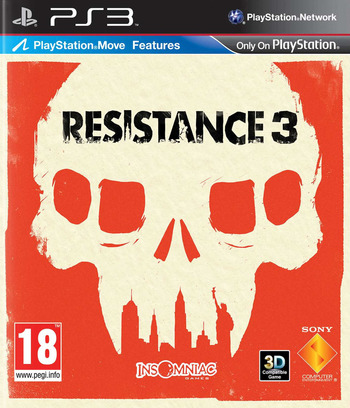 PS3
PlayStation®Network
PlayStation®Move Features
Only On PlayStation®
RESISTANCE 3
18
www.pegi.info
INSOMNIAC
GAMES
3D
Compatible
Game
SONY
COMPUTER
ENTERTAINMENT®